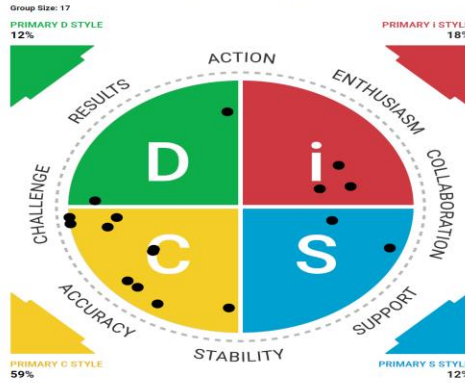 Group Size: 17
PRIMARY D STYLE
12%
PRIMARY i STYLE
18%
ACTION
RESULTS
ENTHUSIASM
CHALLENGE
COLLABORATION
D
i
C
S
ACCURACY
SUPPORT
STABILITY
PRIMARY C STYLE
59%
PRIMARY S STYLE
12%